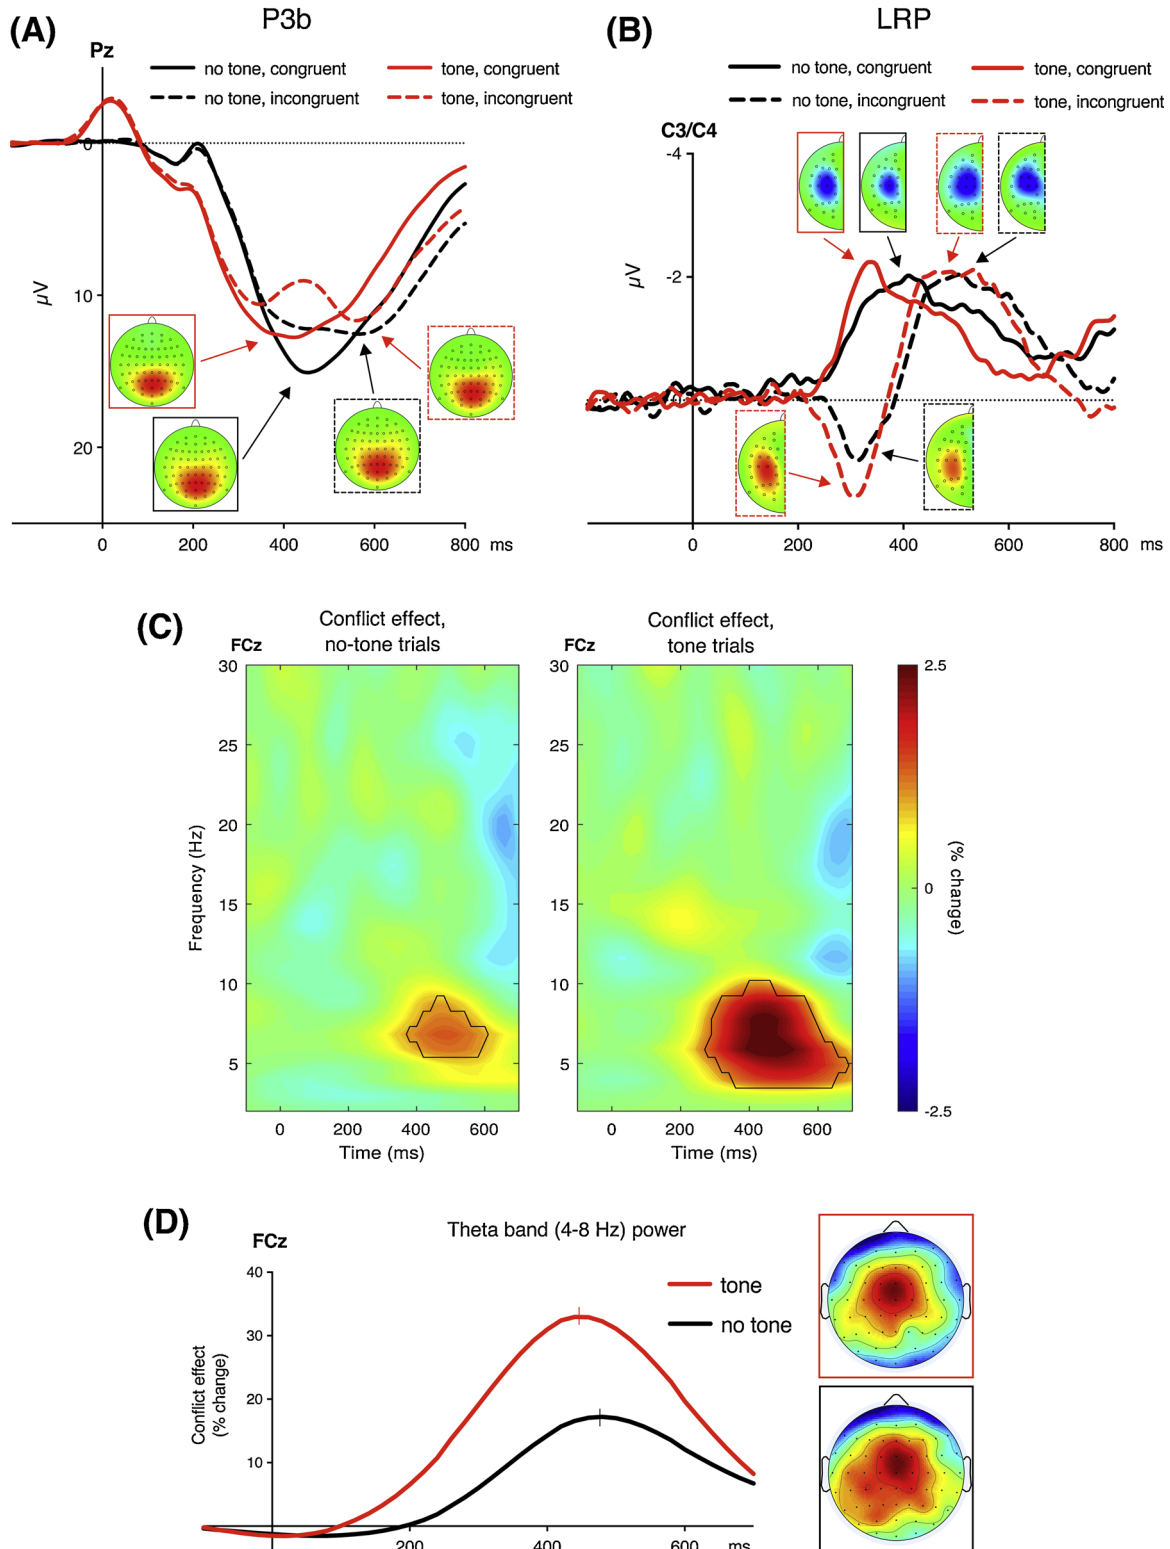 (A)
P3b
Pz
no tone, congruent
tone, congruent
no tone, incongruent
tone, incongruent
0
10
20
μV
0
200
400
600
800
ms
(B)
LRP
no tone, congruent
tone, congruent
no tone, incongruent
tone, incongruent
C3/C4
-4
-2
0
μV
0
200
400
600
800
ms
(C)
Conflict effect,
no-tone trials
FCz
30
25
20
15
10
5
Frequency (Hz)
0
200
400
600
Time (ms)
Conflict effect,
tone trials
FCz
30
25
20
15
10
5
0
200
400
600
Time (ms)
2.5
0
-2.5
(% change)
(D)
Theta band (4-8 Hz) power
FCz
40
30
20
10
Conflict effect
(% change)
tone
no tone
200
400
600
ms